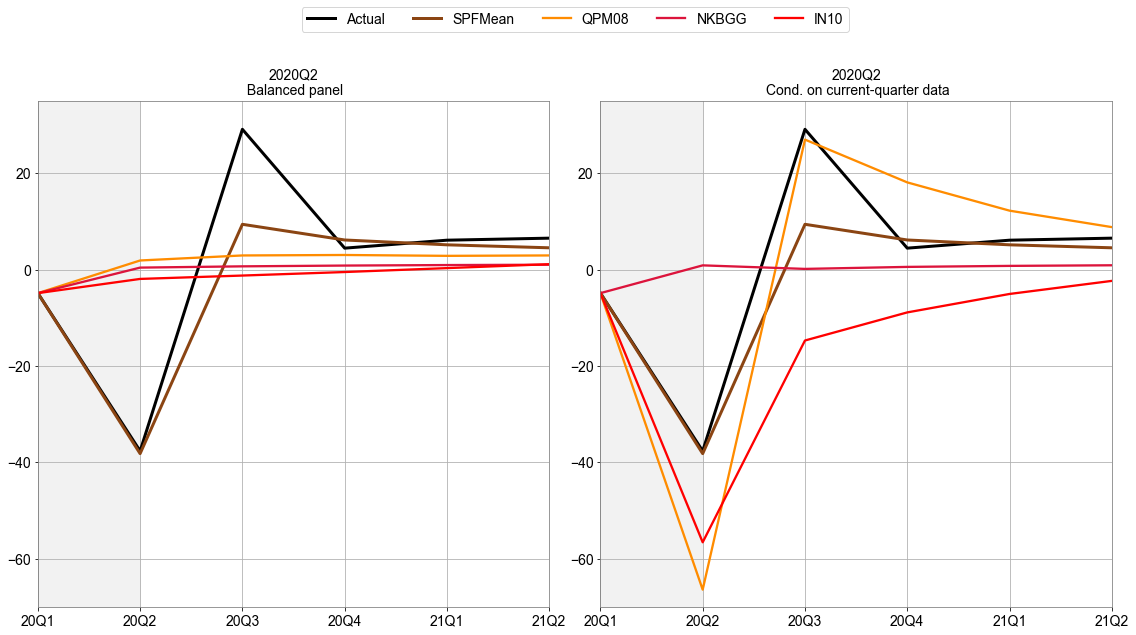 Actual SPFMean QPM08 NKBGG IN10
2020Q2
Balanced panel
20
0
−20
−40
−60
20Q1 20Q2 20Q3 20Q4 21Q1 21Q2
2020Q2
Cond. on current-quarter data
20
0
−20
−40
−60
20Q1 20Q2 20Q3 20Q4 21Q1 21Q2